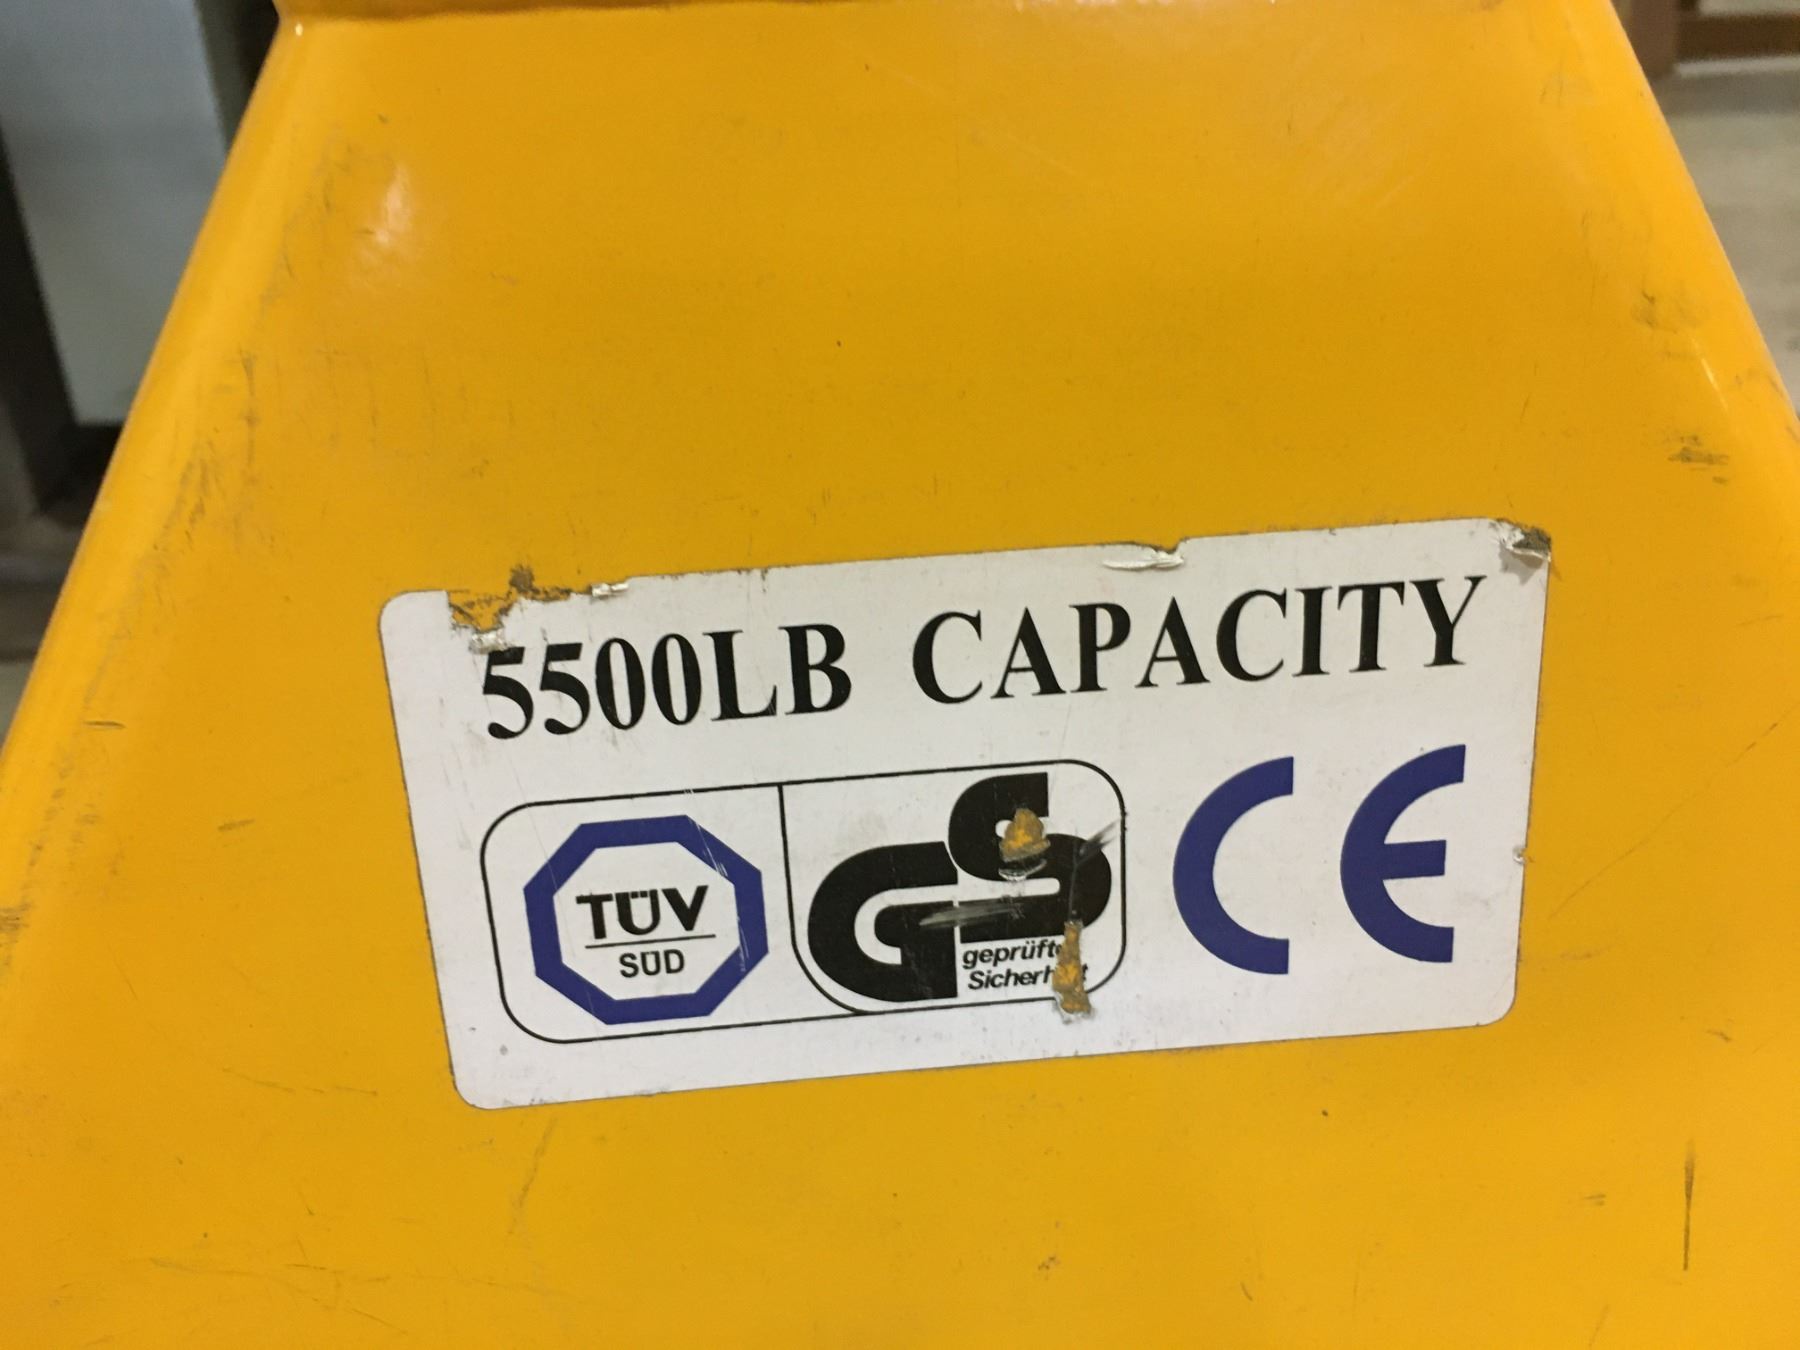 5500LB CAPACITY
TÜV
SÜD
GS
geprüfte
Sicherheit
CE